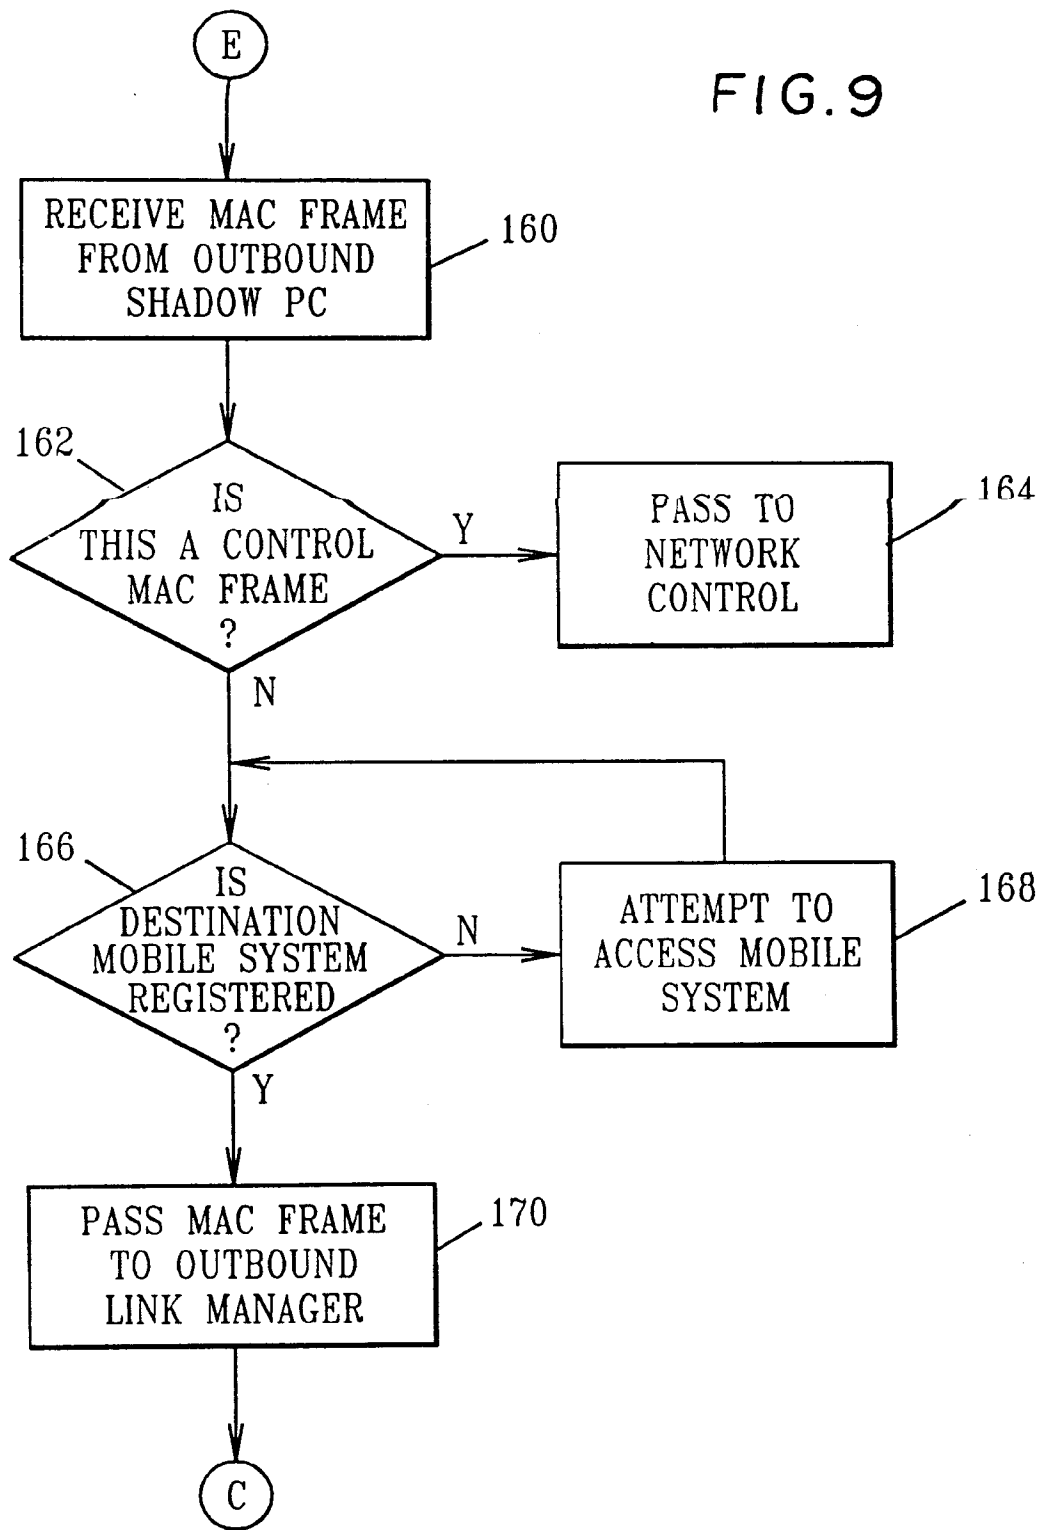 E
FIG.9
RECEIVE MAC FRAME
FROM OUTBOUND
SHADOW PC
160
162
IS
THIS A CONTROL
MAC FRAME
?
Y
PASS TO
NETWORK
CONTROL
164
N
166
IS
DESTINATION
MOBILE SYSTEM
REGISTERED
?
N
ATTEMPT TO
ACCESS MOBILE
SYSTEM
168
Y
PASS MAC FRAME
TO OUTBOUND
LINK MANAGER
170
C